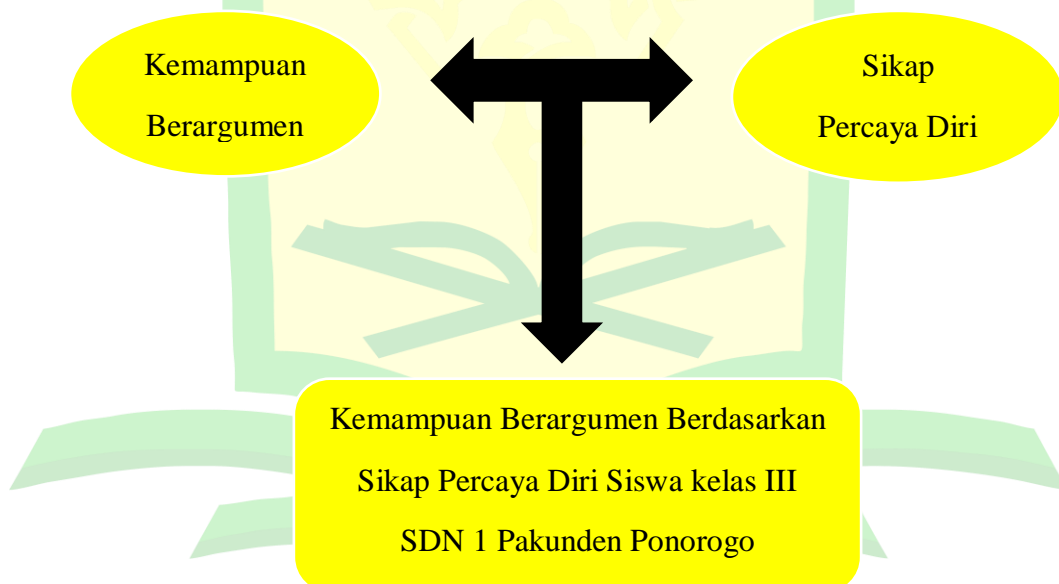 Kemampuan
Berargumen
Sikap
Percaya Diri
Kemampuan Berargumen Berdasarkan
Sikap Percaya Diri Siswa kelas III
SDN 1 Pakunden Ponorogo